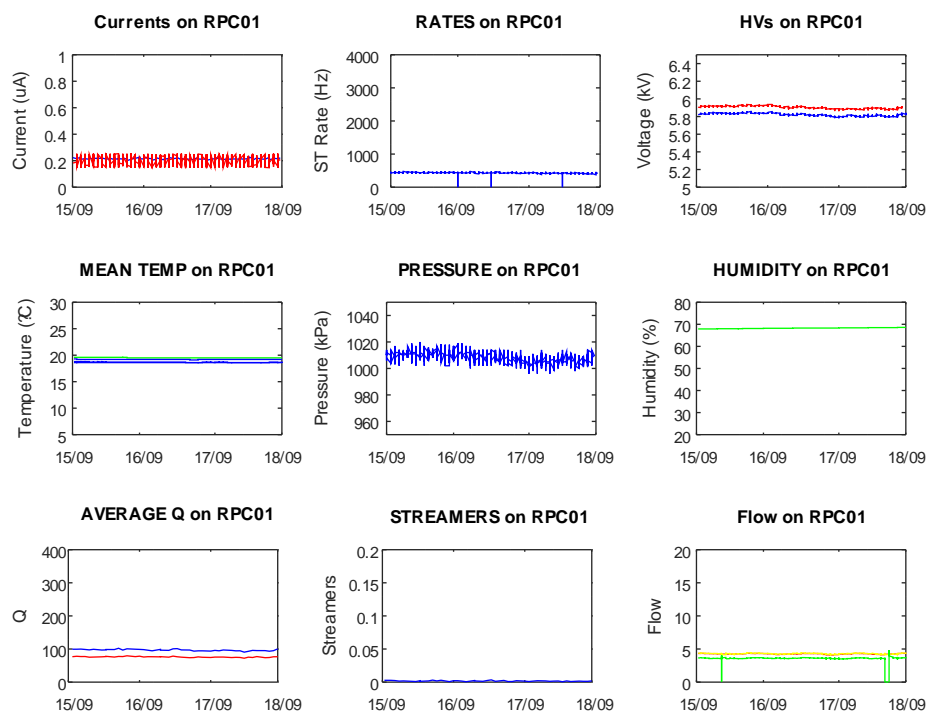 Currents on RPC01
Current (uA)
1
0.8
0.6
0.4
0.2
0
15/09 16/09 17/09 18/09
RATES on RPC01
ST Rate (Hz)
4000
3000
2000
1000
0
15/09 16/09 17/09 18/09
HVs on RPC01
Voltage (kV)
6.4
6.2
6
5.8
5.6
5.4
5.2
5
15/09 16/09 17/09 18/09
MEAN TEMP on RPC01
Temperature (?C)
30
25
20
15
10
5
15/09 16/09 17/09 18/09
PRESSURE on RPC01
Pressure (kPa)
1040
1020
1000
980
960
15/09 16/09 17/09 18/09
HUMIDITY on RPC01
Humidity (%)
80
70
60
50
40
30
20
15/09 16/09 17/09 18/09
AVERAGE Q on RPC01
Q
400
300
200
100
0
15/09 16/09 17/09 18/09
STREAMERS on RPC01
Streamers
0.2
0.15
0.1
0.05
0
15/09 16/09 17/09 18/09
Flow on RPC01
Flow
20
15
10
5
0
15/09 16/09 17/09 18/09